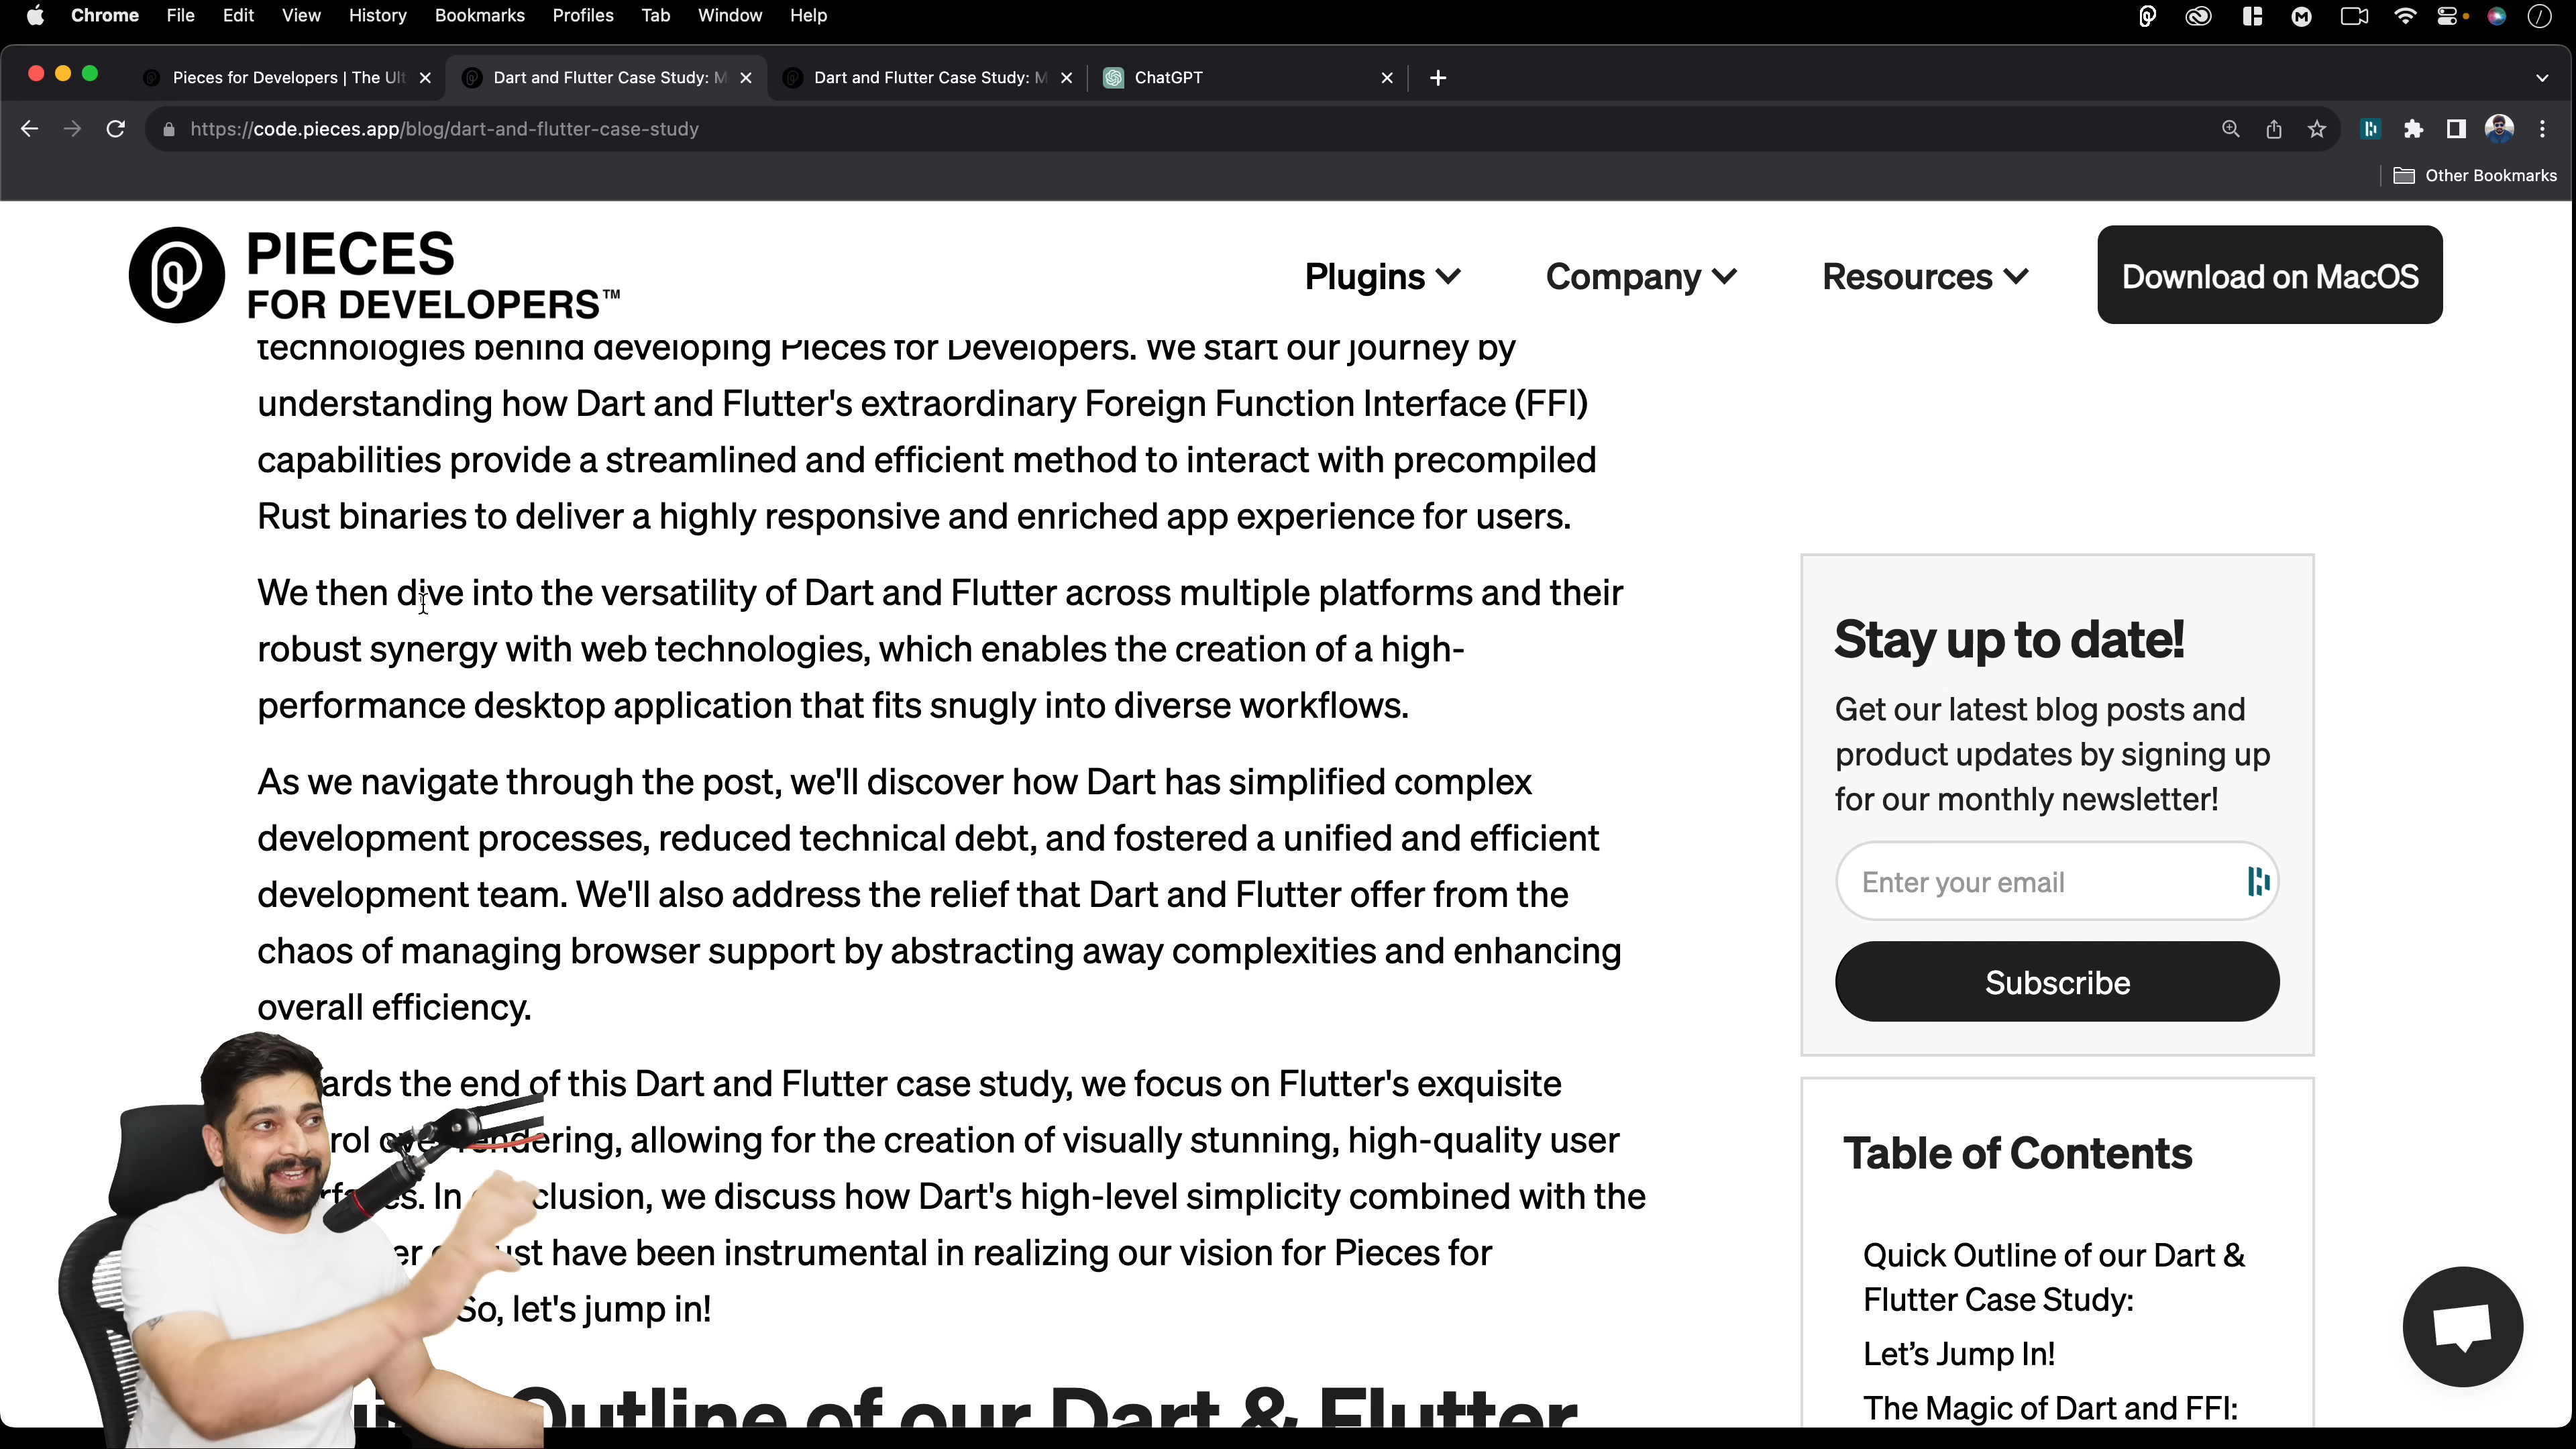 Chrome File Edit View History Bookmarks Profiles Tab Window Help
Pieces for Developers | The Ult
Dart and Flutter Case Study: M
Dart and Flutter Case Study: M
ChatGPT
https://code.pieces.app/blog/dart-and-flutter-case-study
Other Bookmarks
PIECES
FOR DEVELOPERS™
Plugins
Company
Resources
Download on MacOS
technologies behind developing Pieces for Developers. We start our journey by
understanding how Dart and Flutter's extraordinary Foreign Function Interface (FFI)
capabilities provide a streamlined and efficient method to interact with precompiled
Rust binaries to deliver a highly responsive and enriched app experience for users.
We then dive into the versatility of Dart and Flutter across multiple platforms and their
robust synergy with web technologies, which enables the creation of a high-
performance desktop application that fits snugly into diverse workflows.
As we navigate through the post, we'll discover how Dart has simplified complex
development processes, reduced technical debt, and fostered a unified and efficient
development team. We'll also address the relief that Dart and Flutter offer from the
chaos of managing browser support by abstracting away complexities and enhancing
overall efficiency.
ards the end of this Dart and Flutter case study, we focus on Flutter's exquisite
rol over rendering, allowing for the creation of visually stunning, high-quality user
es. In clusion, we discuss how Dart's high-level simplicity combined with the
er ust have been instrumental in realizing our vision for Pieces for
So, let's jump in!
Outline of our Dart & Flutter
Stay up to date!
Get our latest blog posts and
product updates by signing up
for our monthly newsletter!
Enter your email
Subscribe
Table of Contents
Quick Outline of our Dart &
Flutter Case Study:
Let's Jump In!
The Magic of Dart and FFI: